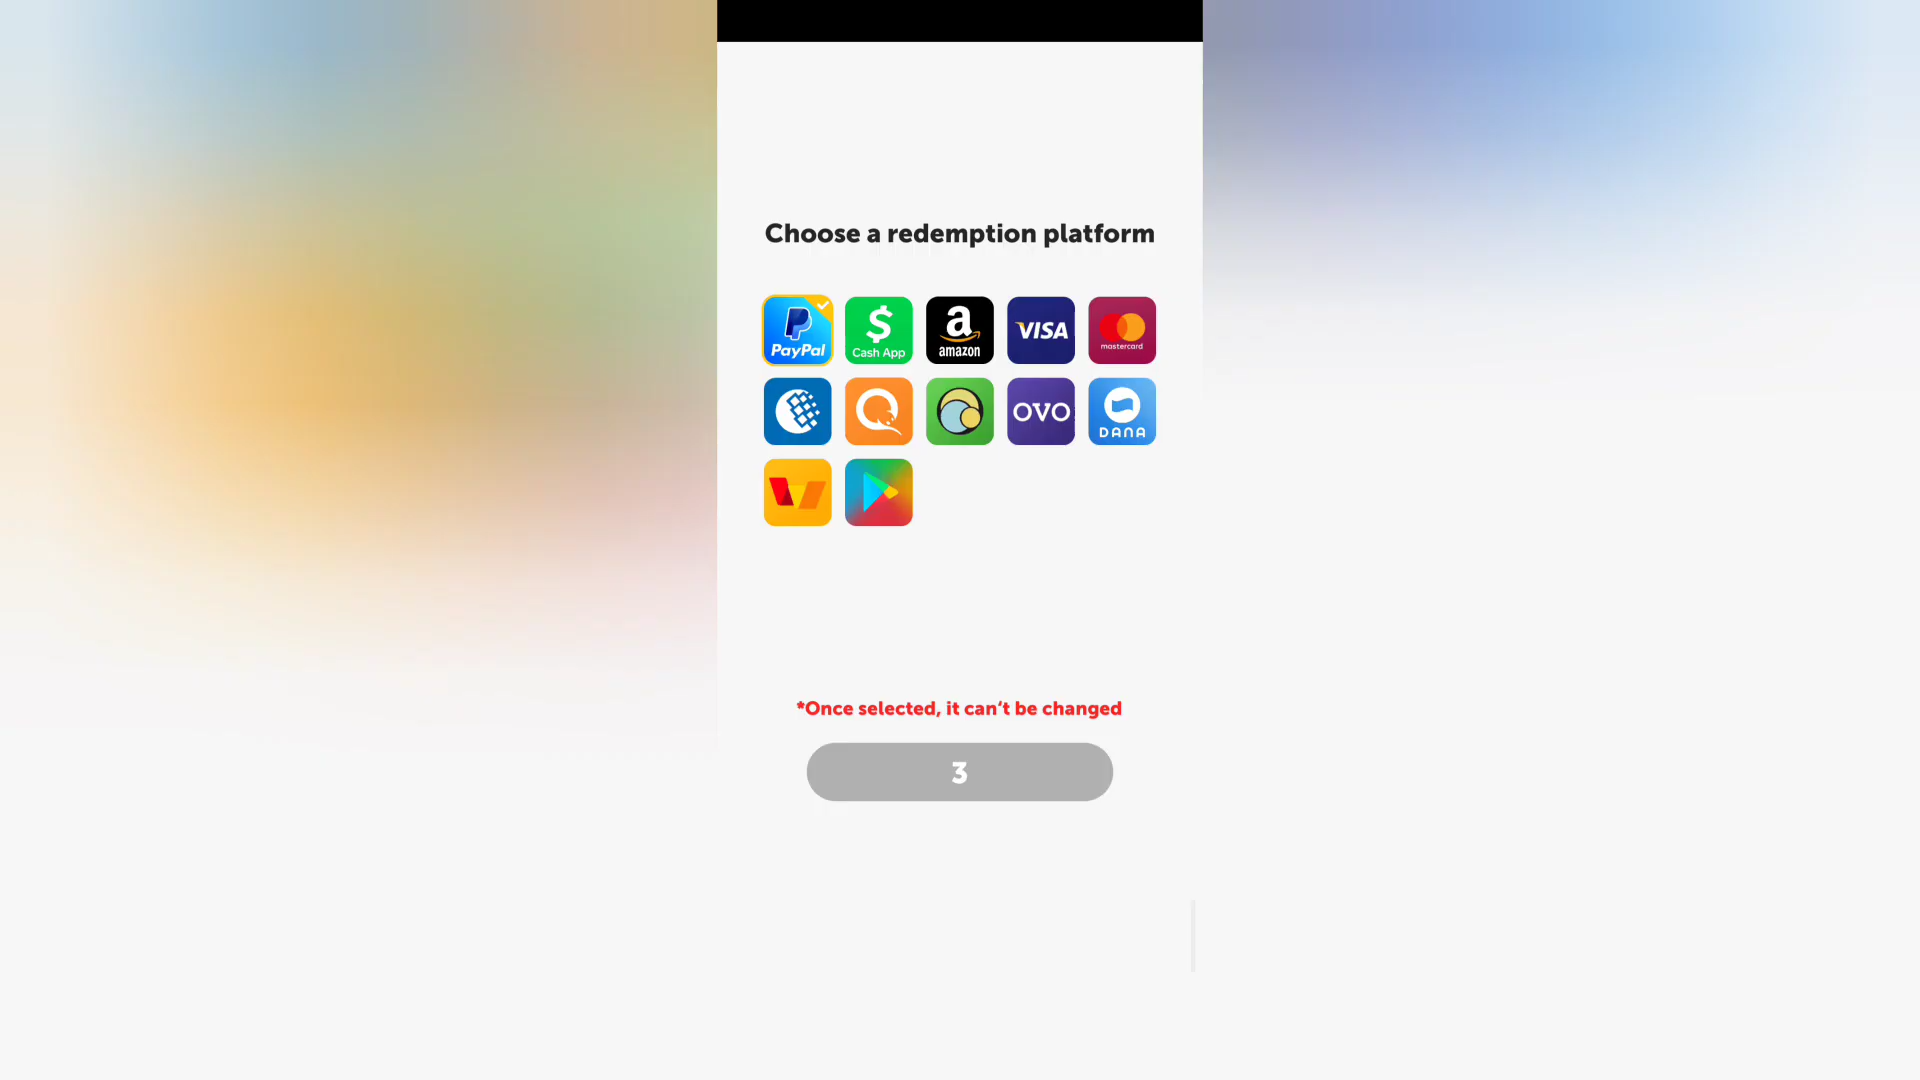 Choose a redemption platform
PayPal
$
Cash App
a
amazon
VISA
mastercard
OVO
DANA
*Once selected, it can't be changed
3